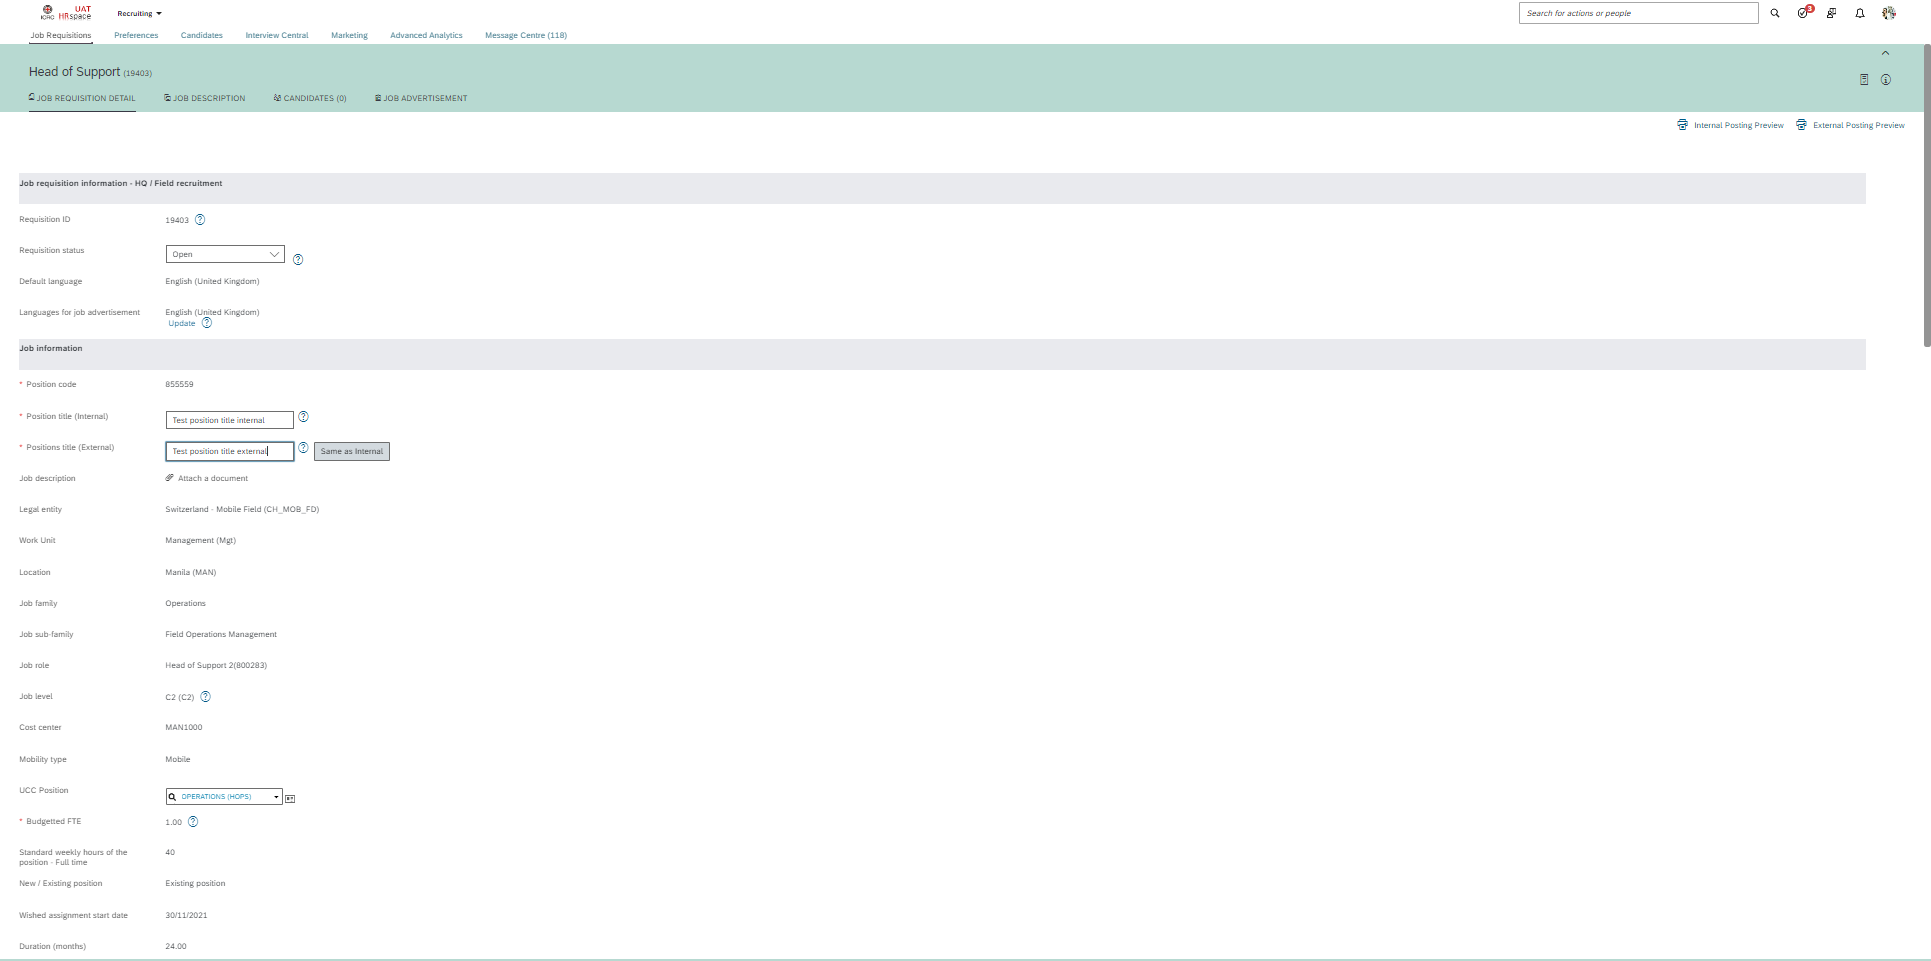 ICRC
UAT
HRspace
Recruiting
Search for actions or people
3
Job Requisitions Preferences Candidates Interview Central Marketing Advanced Analytics Message Centre (118)
Head of Support (19403)
JOB REQUISITION DETAIL JOB DESCRIPTION CANDIDATES (0) JOB ADVERTISEMENT
Internal Posting Preview External Posting Preview
Job requisition information - HQ / Field recruitment
Requisition ID 19403 ?
Requisition status Open ?
Default language English (United Kingdom)
Languages for job advertisement English (United Kingdom)
Update ?
Job information
* Position code 855559
* Position title (Internal) Test position title internal ?
* Positions title (External) Test position title external ? Same as Internal
Job description Attach a document
Legal entity Switzerland - Mobile Field (CH_MOB_FD)
Work Unit Management (Mgt)
Location Manila (MAN)
Job family Operations
Job sub-family Field Operations Management
Job role Head of Support 2(800283)
Job level C2 (C2) ?
Cost center MAN1000
Mobility type Mobile
UCC Position OPERATIONS (HOPS)
* Budgetted FTE 1.00 ?
Standard weekly hours of the 40
position - Full time
New / Existing position Existing position
Wished assignment start date 30/11/2021
Duration (months) 24.00